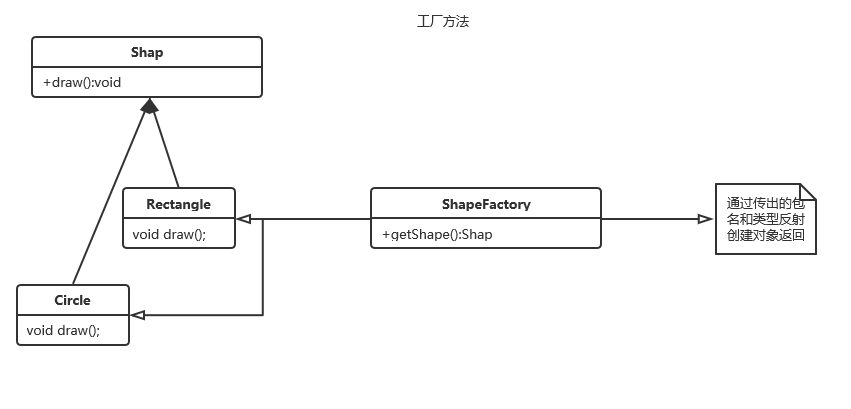 工厂方法
Shap
+draw():void
Rectangle
void draw();
ShapeFactory
+getShape():Shap
通过传出的包
名和类型反射
创建对象返回
Circle
void draw();